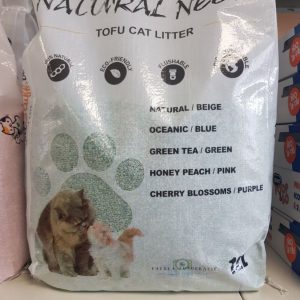 NATURAL
TOFU CAT LITTER
ECO-FRIENDLY
FLUSHABLE
NATURAL / BEIGE
OCEANIC / BLUE
GREEN TEA / GREEN
HONEY PEACH / PINK
CHERRY BLOSSOMS / PURPLE